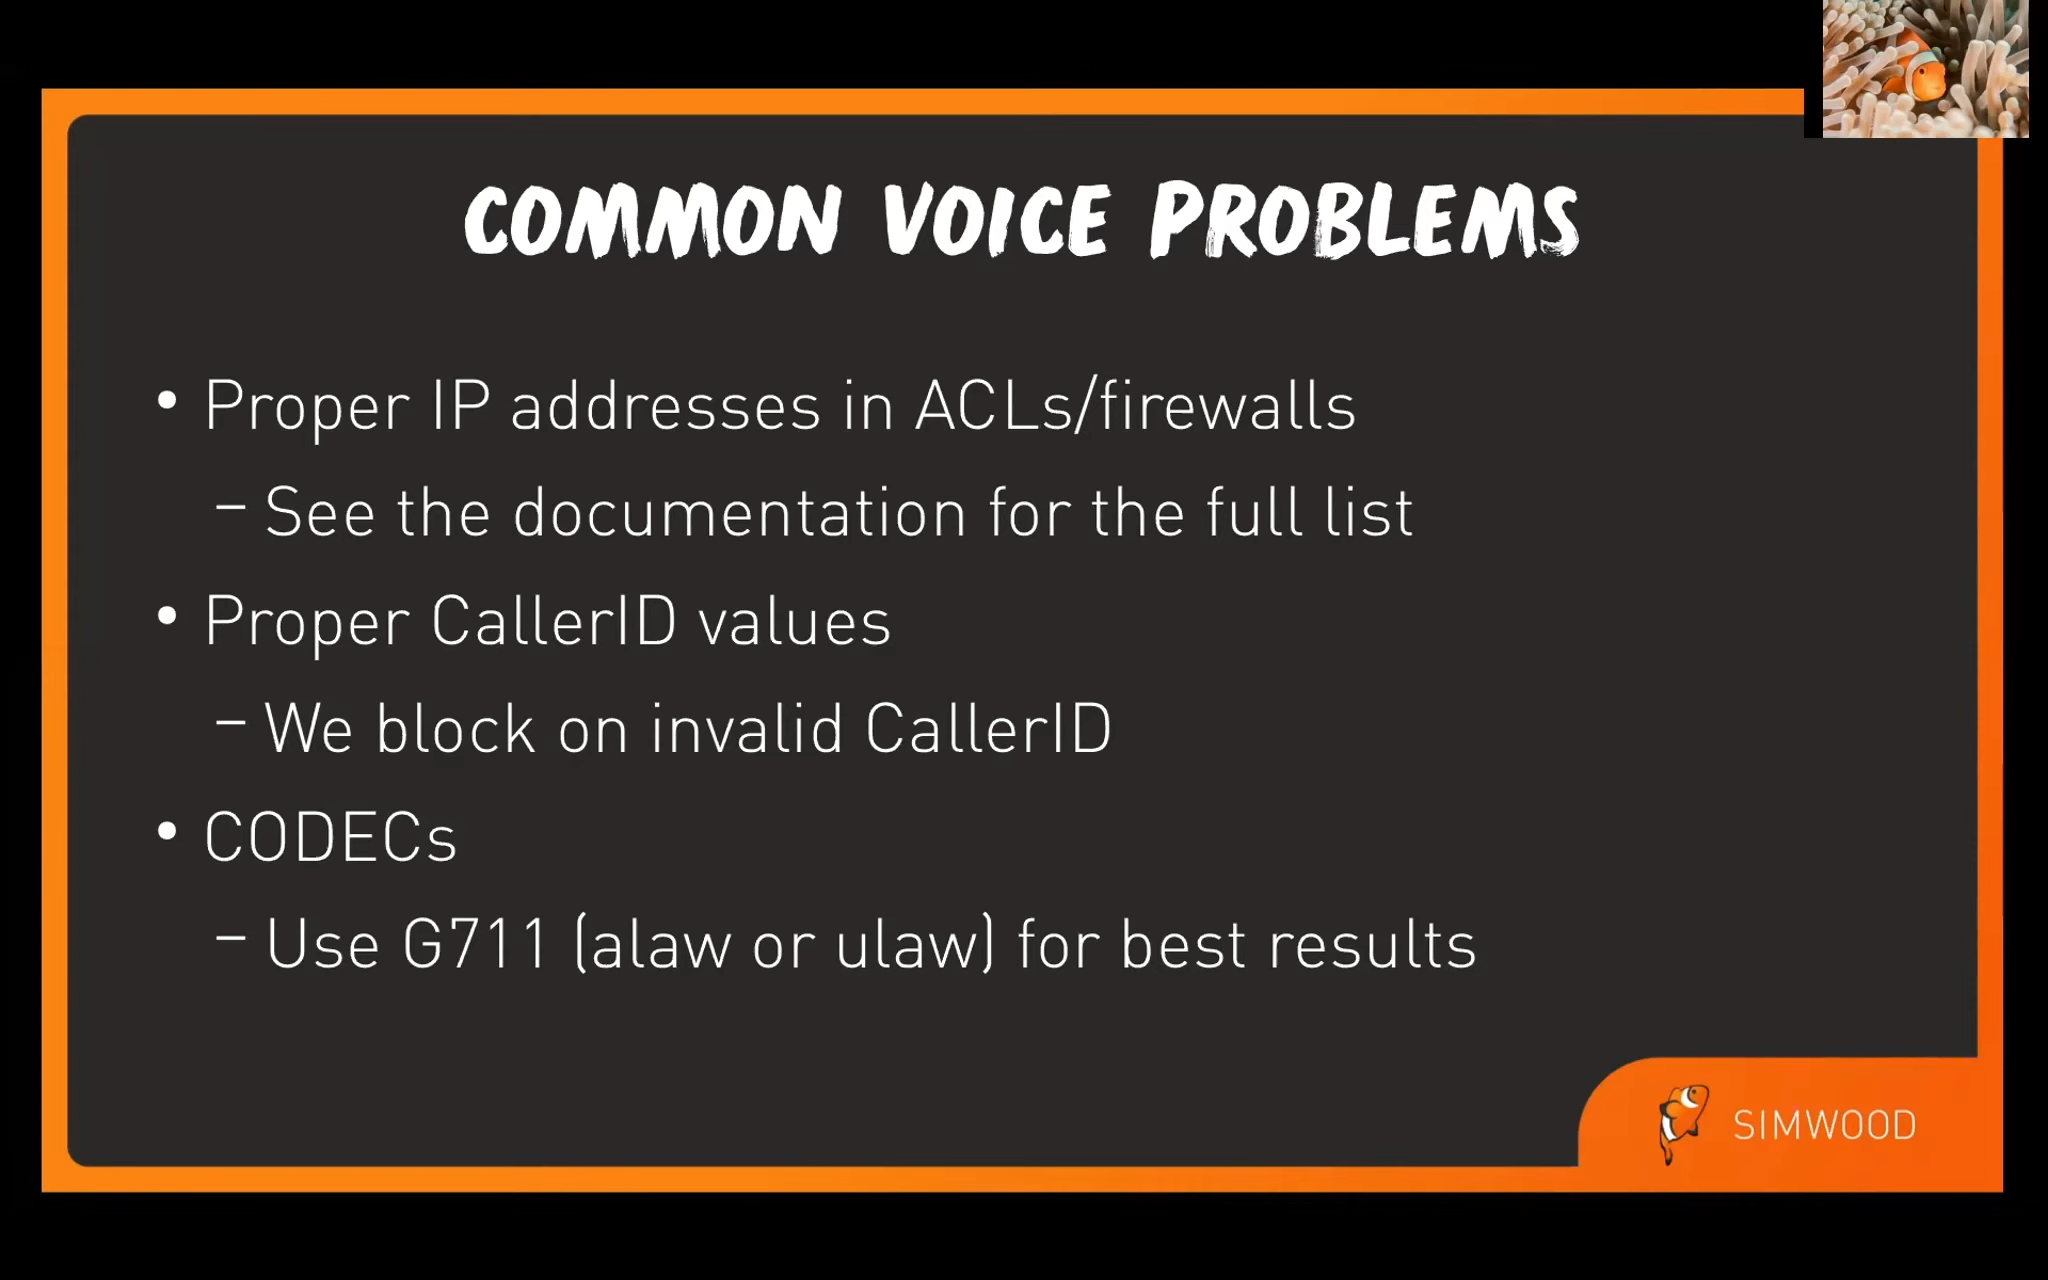 COMMON VOICE PROBLEMS
• Proper IP addresses in ACLs/firewalls
– See the documentation for the full list
• Proper CallerID values
– We block on invalid CallerID
• CODECs
– Use G711 (alaw or ulaw) for best results
SIMWOOD